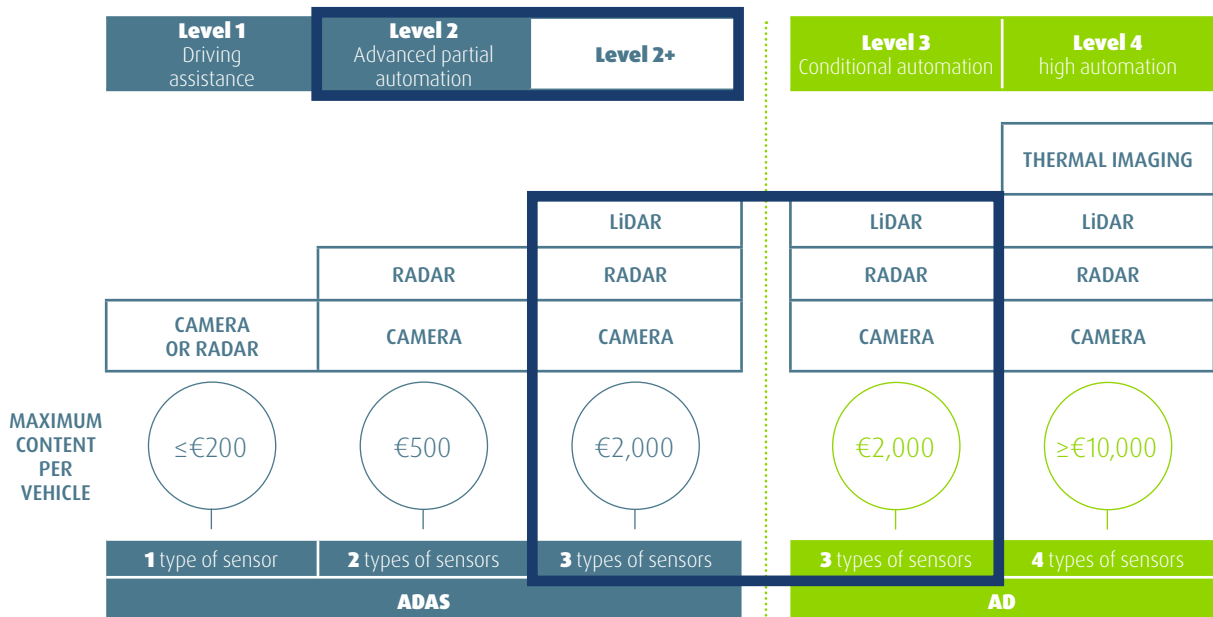 Level 1
Driving
assistance
Level 2
Advanced partial
automation
Level 2+
Level 3
Conditional automation
Level 4
high automation
THERMAL IMAGING
LiDAR
LiDAR
LiDAR
RADAR
RADAR
RADAR
RADAR
CAMERA
OR RADAR
CAMERA
CAMERA
CAMERA
CAMERA
MAXIMUM
CONTENT
PER
VEHICLE
≤€200
€500
€2,000
€2,000
≥€10,000
1 type of sensor
2 types of sensors
3 types of sensors
3 types of sensors
4 types of sensors
ADAS
AD